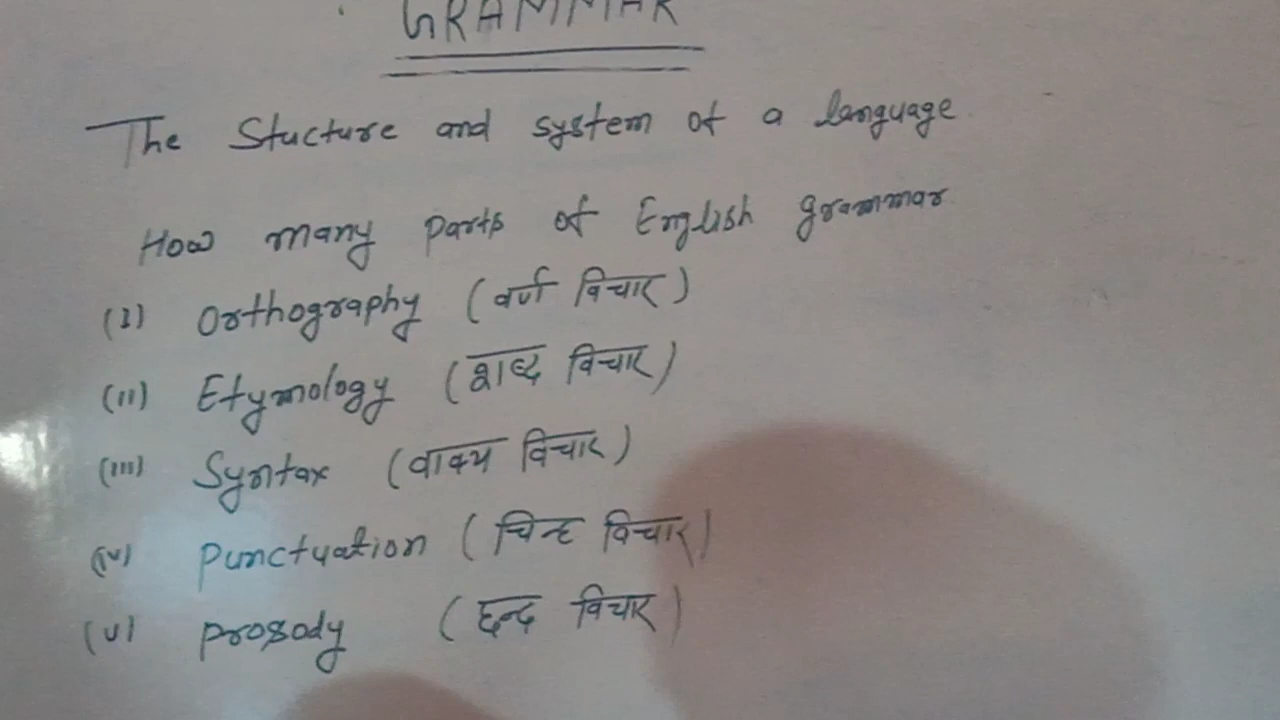 GRAMMAR
The Stucture and system of a language.
How many parts of English grammar
(I) Orthography (वर्ण विचार)
(II) Etymology (शब्द विचार)
(III) Syntax (वाक्य विचार)
(IV) Punctuation (चिन्ह विचार)
(V) Prosody (छन्द विचार)